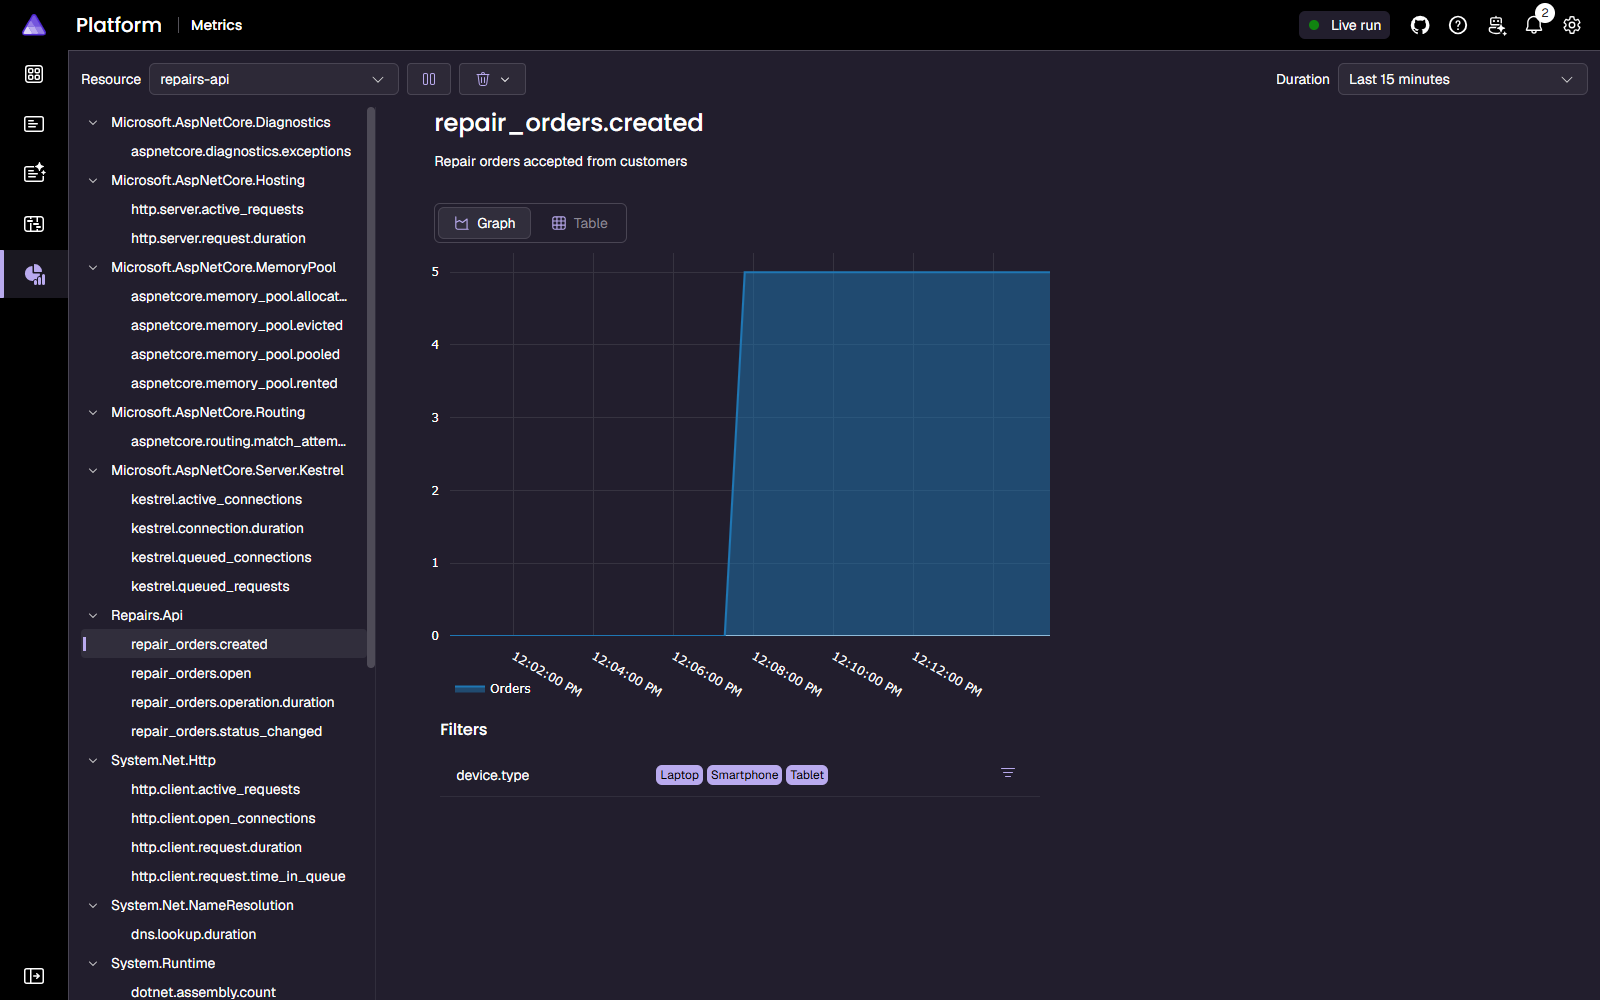 Platform
Metrics
Live run
2
Resource
repairs-api
Duration
Last 15 minutes
Microsoft.AspNetCore.Diagnostics
aspnetcore.diagnostics.exceptions
Microsoft.AspNetCore.Hosting
http.server.active_requests
http.server.request.duration
Microsoft.AspNetCore.MemoryPool
aspnetcore.memory_pool.allocat...
aspnetcore.memory_pool.evicted
aspnetcore.memory_pool.pooled
aspnetcore.memory_pool.rented
Microsoft.AspNetCore.Routing
aspnetcore.routing.match_attem...
Microsoft.AspNetCore.Server.Kestrel
kestrel.active_connections
kestrel.connection.duration
kestrel.queued_connections
kestrel.queued_requests
Repairs.Api
repair_orders.created
repair_orders.open
repair_orders.operation.duration
repair_orders.status_changed
System.Net.Http
http.client.active_requests
http.client.open_connections
http.client.request.duration
http.client.request.time_in_queue
System.Net.NameResolution
dns.lookup.duration
System.Runtime
dotnet.assembly.count
repair_orders.created
Repair orders accepted from customers
Graph
Table
5
4
3
2
1
0
12:02:00 PM
12:04:00 PM
12:06:00 PM
12:08:00 PM
12:10:00 PM
12:12:00 PM
Orders
Filters
device.type
Laptop
Smartphone
Tablet